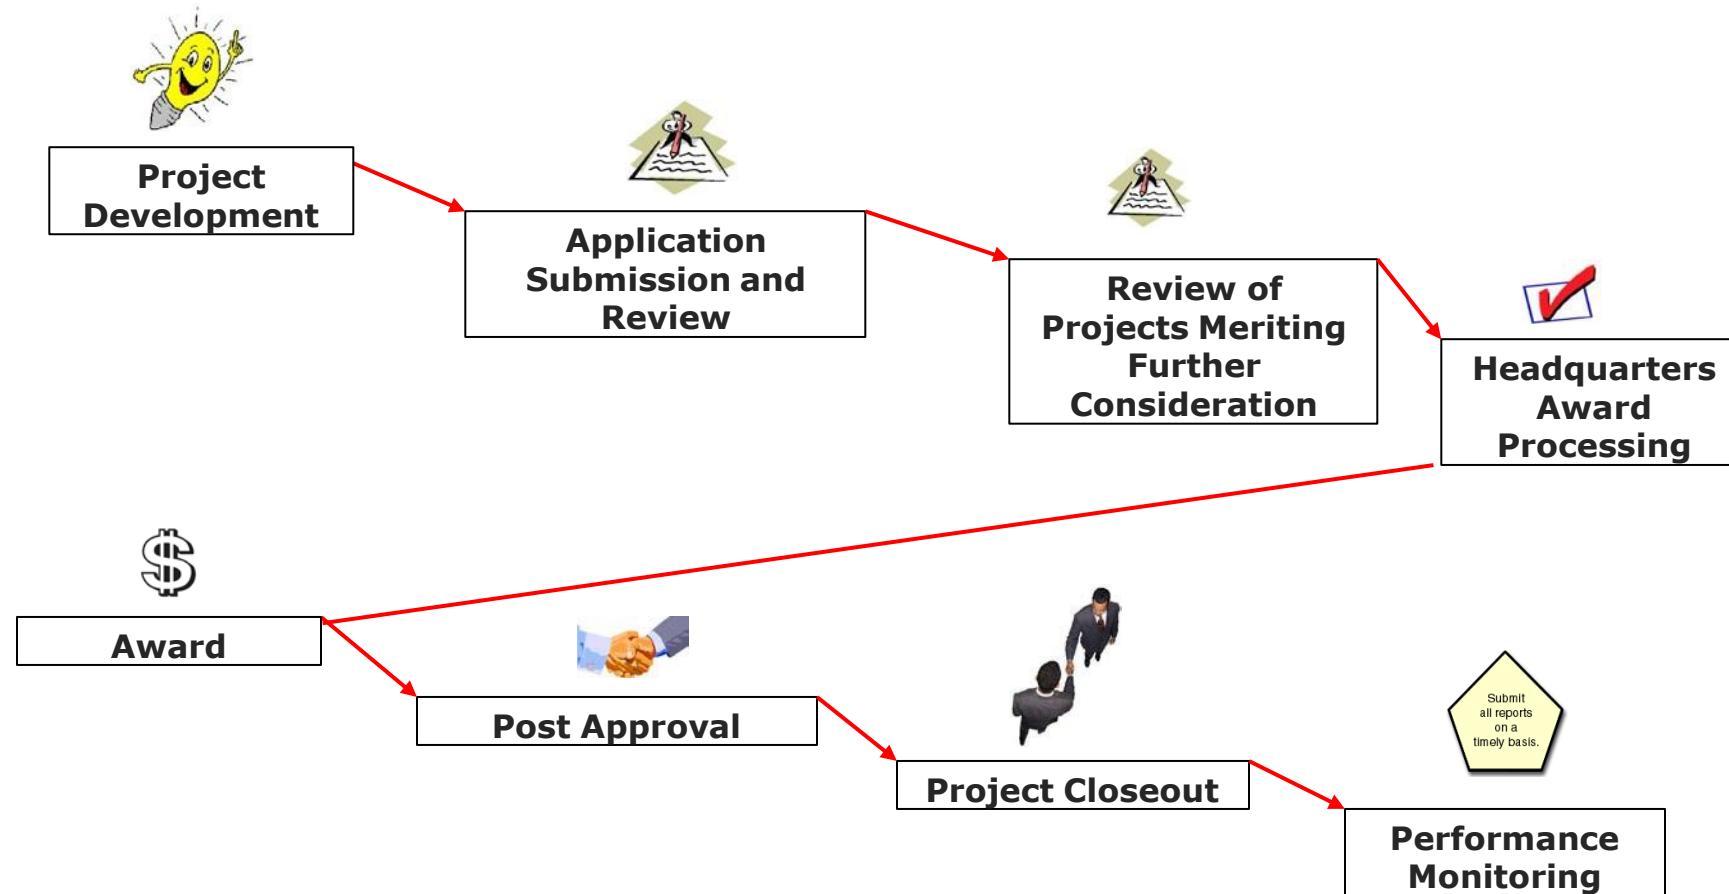 Project
Development
Application
Submission and
Review
Review of
Projects Meriting
Further
Consideration
Headquarters
Award
Processing
$
Award
Post Approval
Project Closeout
Submit
all reports
on a
timely basis.
Performance
Monitoring